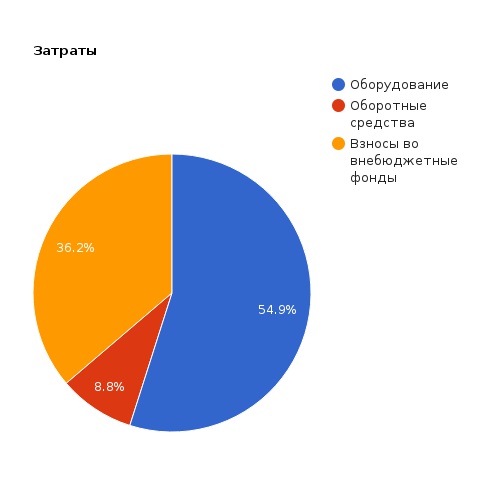 Затраты
Оборудование
Оборотные
средства
Взносы во
внебюджетные
фонды
36.2%
54.9%
8.8%